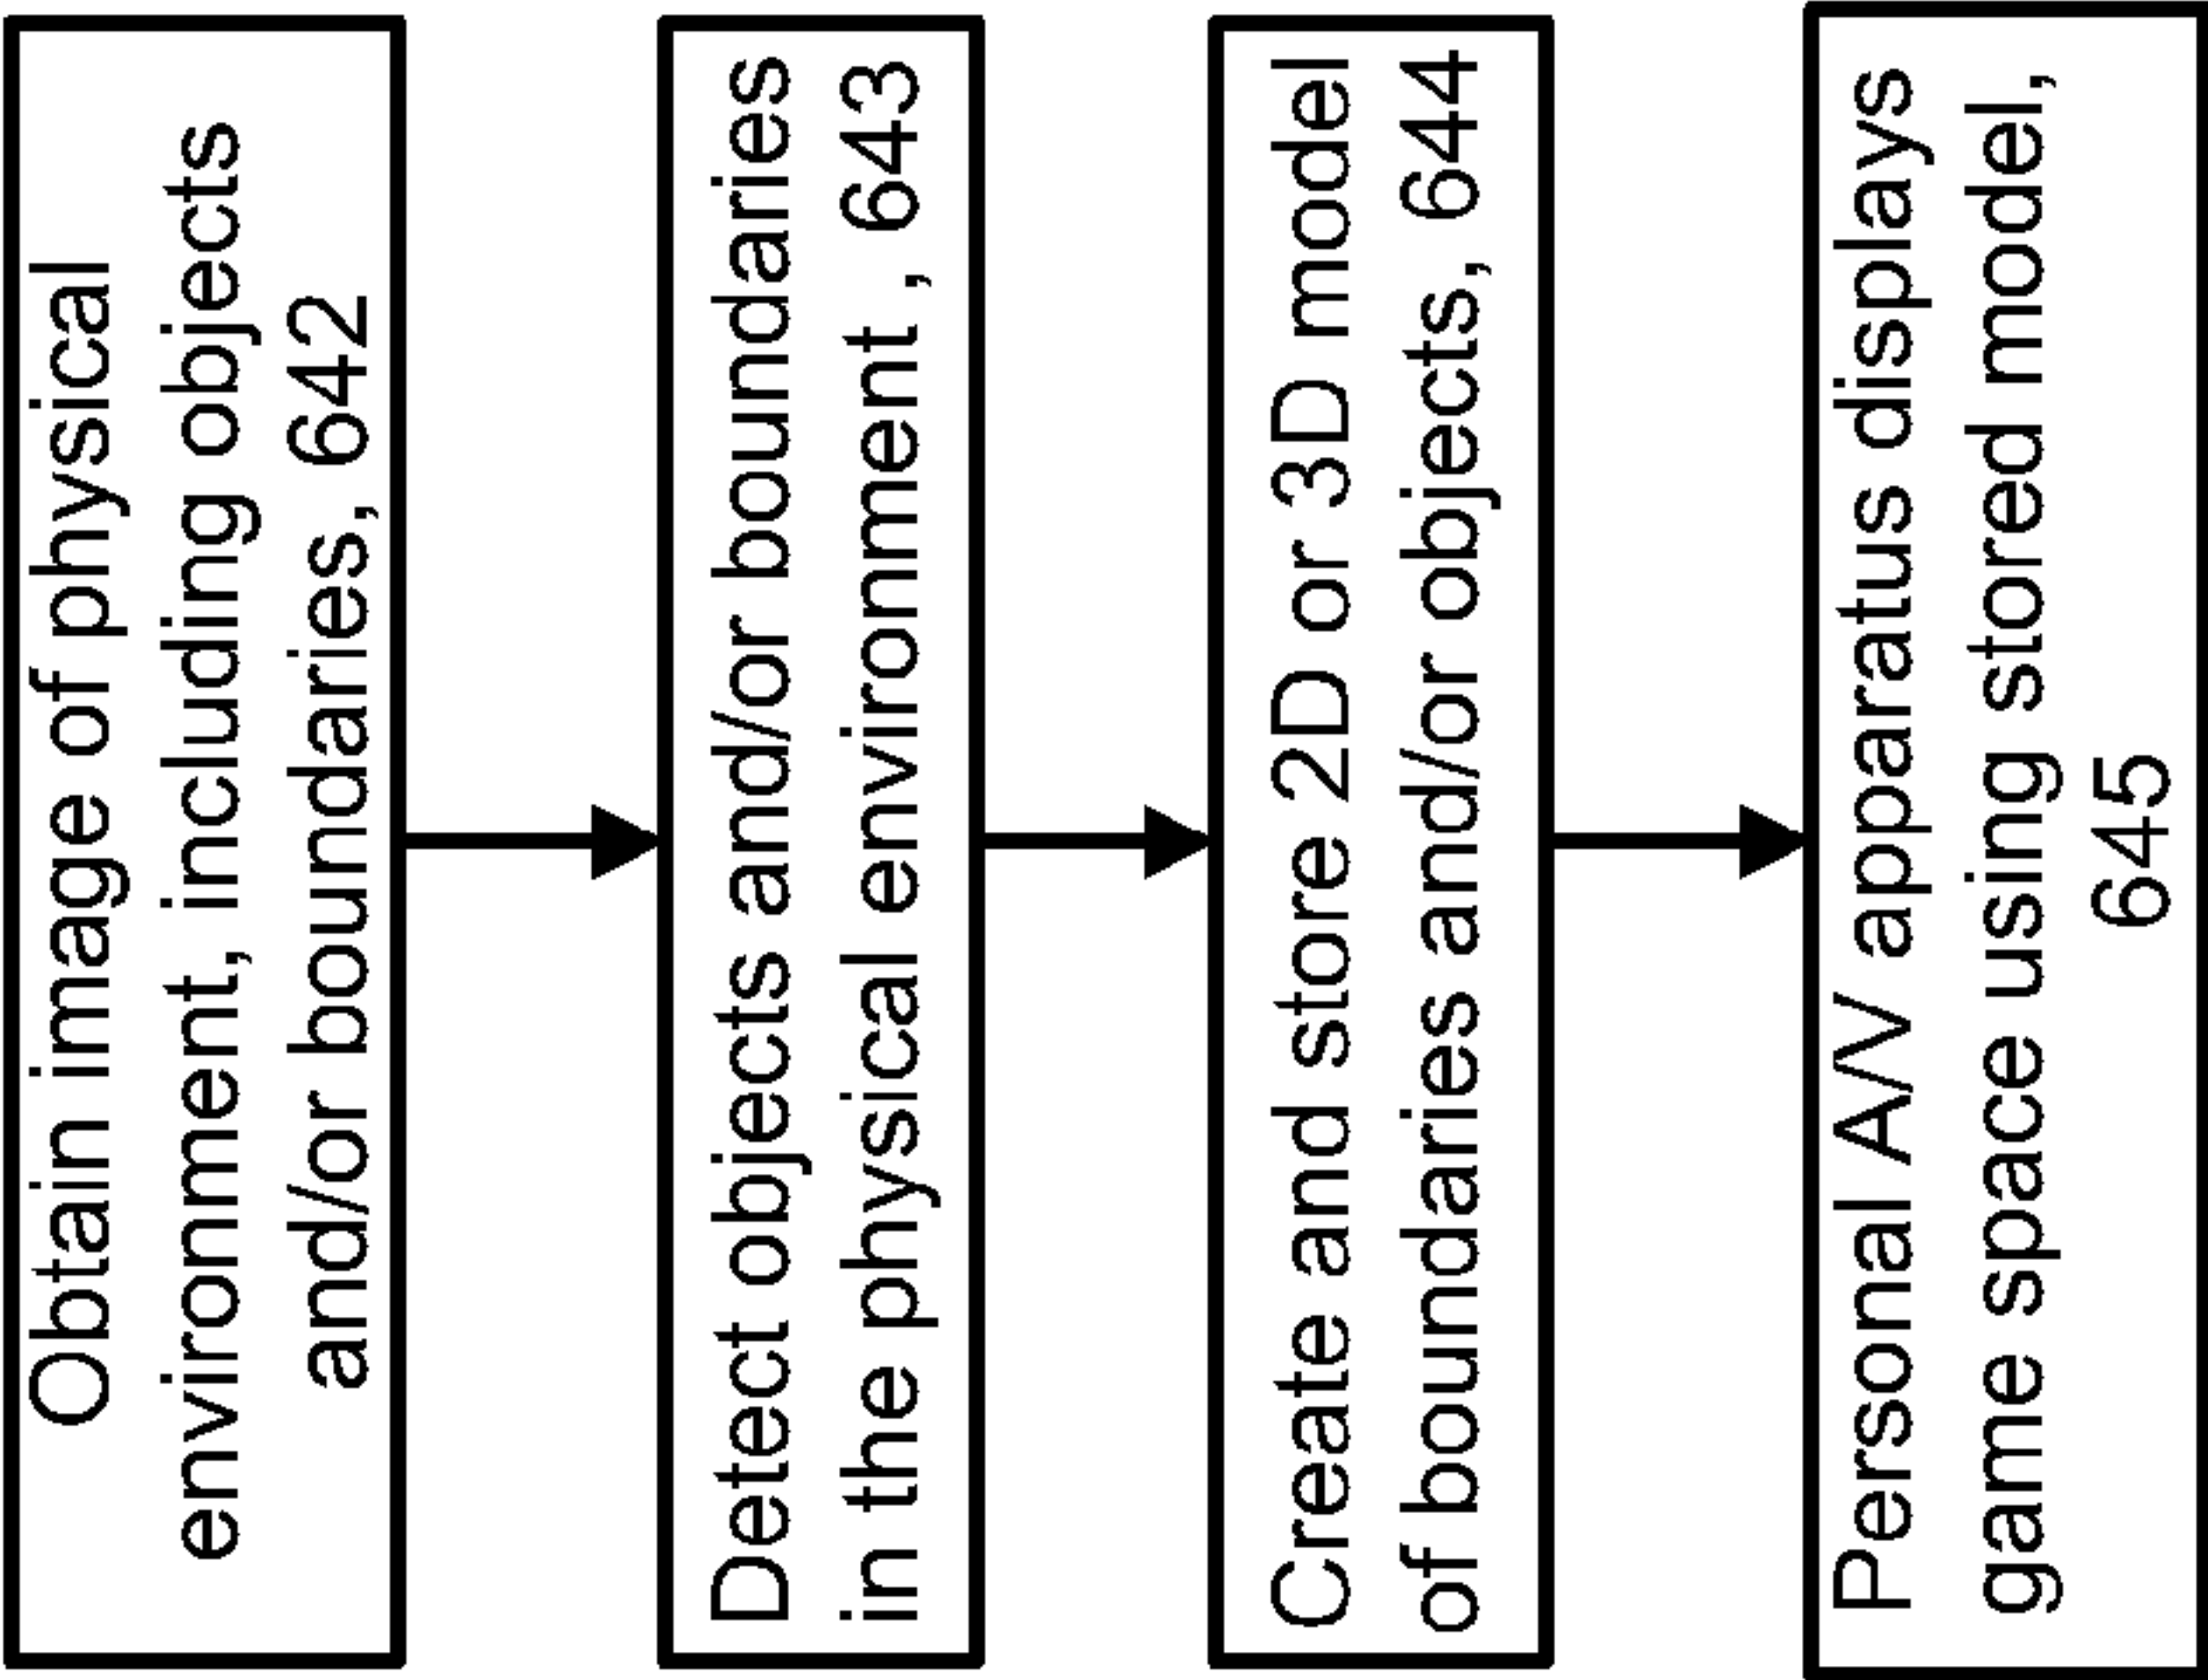 Obtain image of physical
environment, including objects
and/or boundaries, 642
Detect objects and/or boundaries
in the physical environment , 643
Create and store 2D or 3D model
of boundaries and/or objects, 644
Personal A/V apparatus displays
game space using stored model,
645